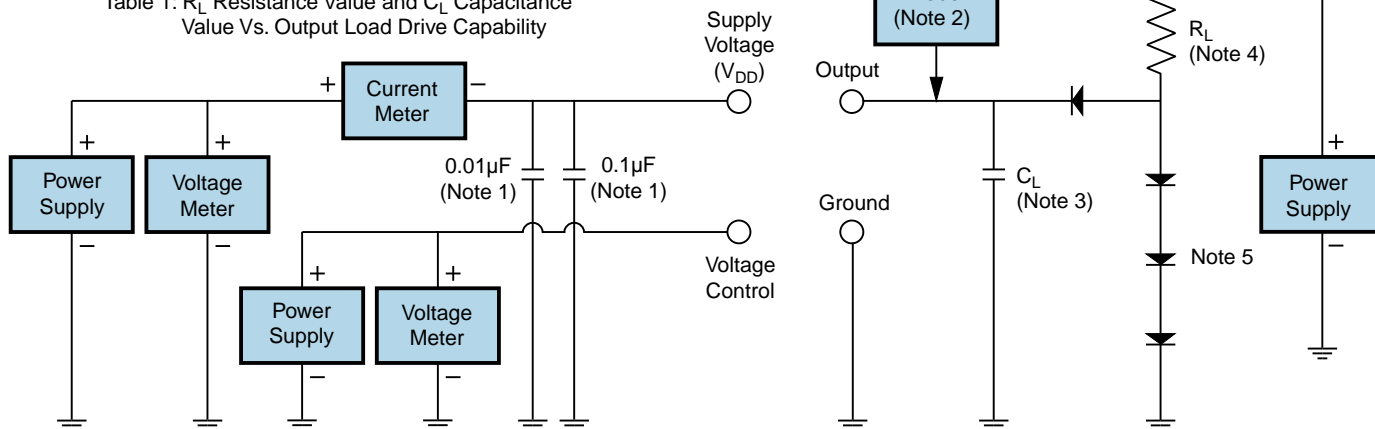 Table 1: RL Resistance Value and CL Capacitance
Value Vs. Output Load Drive Capability
Supply
Voltage
(VDD)
(Note 2)
RL
(Note 4)
Output
+
Current
Meter
−
+
Power
Supply
−
+
Voltage
Meter
−
0.01µF
(Note 1)
0.1µF
(Note 1)
CL
(Note 3)
+
Power
Supply
−
Ground
Voltage
Control
Note 5
+
Power
Supply
−
+
Voltage
Meter
−